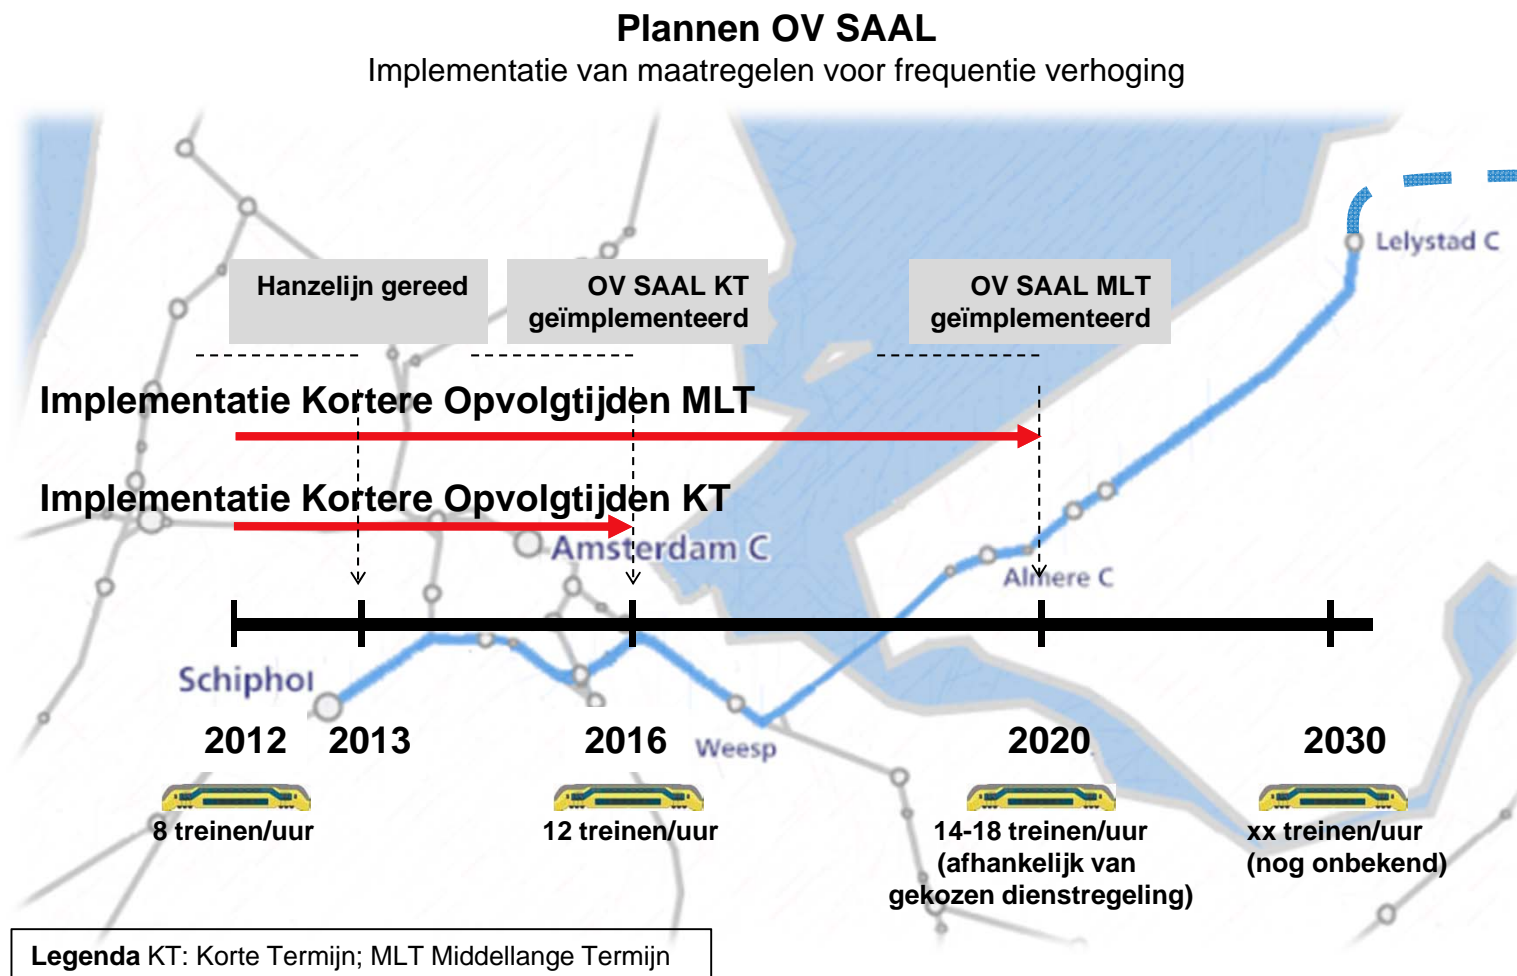 Plannen OV SAAL
Implementatie van maatregelen voor frequentie verhoging
Lelystad C
Hanzelijn gereed
OV SAAL KT
geïmplementeerd
OV SAAL MLT
geïmplementeerd
Implementatie Kortere Opvolgtijden MLT
Implementatie Kortere Opvolgtijden KT
Amsterdam C
Almere C
Schiphol
Weesp
2012
2013
2016
2020
2030
8 treinen/uur
12 treinen/uur
14-18 treinen/uur
(afhankelijk van
gekozen dienstregeling)
xx treinen/uur
(nog onbekend)
Legenda KT: Korte Termijn; MLT Middellange Termijn